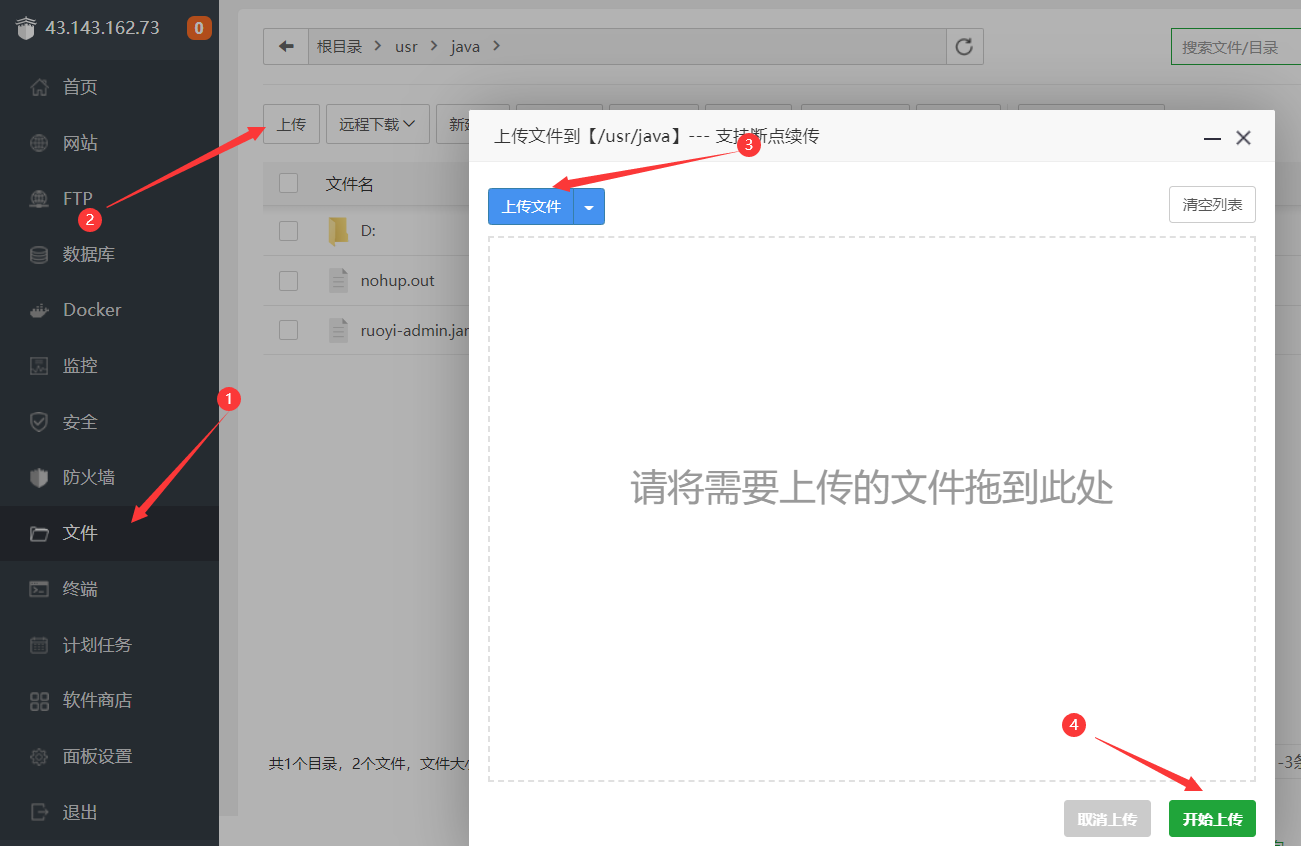 43.143.162.73
0
首页
网站
FTP
2
数据库
Docker
监控
1
安全
防火墙
文件
终端
计划任务
软件商店
面板设置
退出
根目录 > usr > java >
搜索文件/目录
上传
远程下载
文件名
D:
nohup.out
ruoyi-admin.jar
共1个目录，2个文件，文件大
-3条
上传文件到【/usr/java】--- 支持断点续传
3
上传文件
清空列表
请将需要上传的文件拖到此处
4
取消上传
开始上传